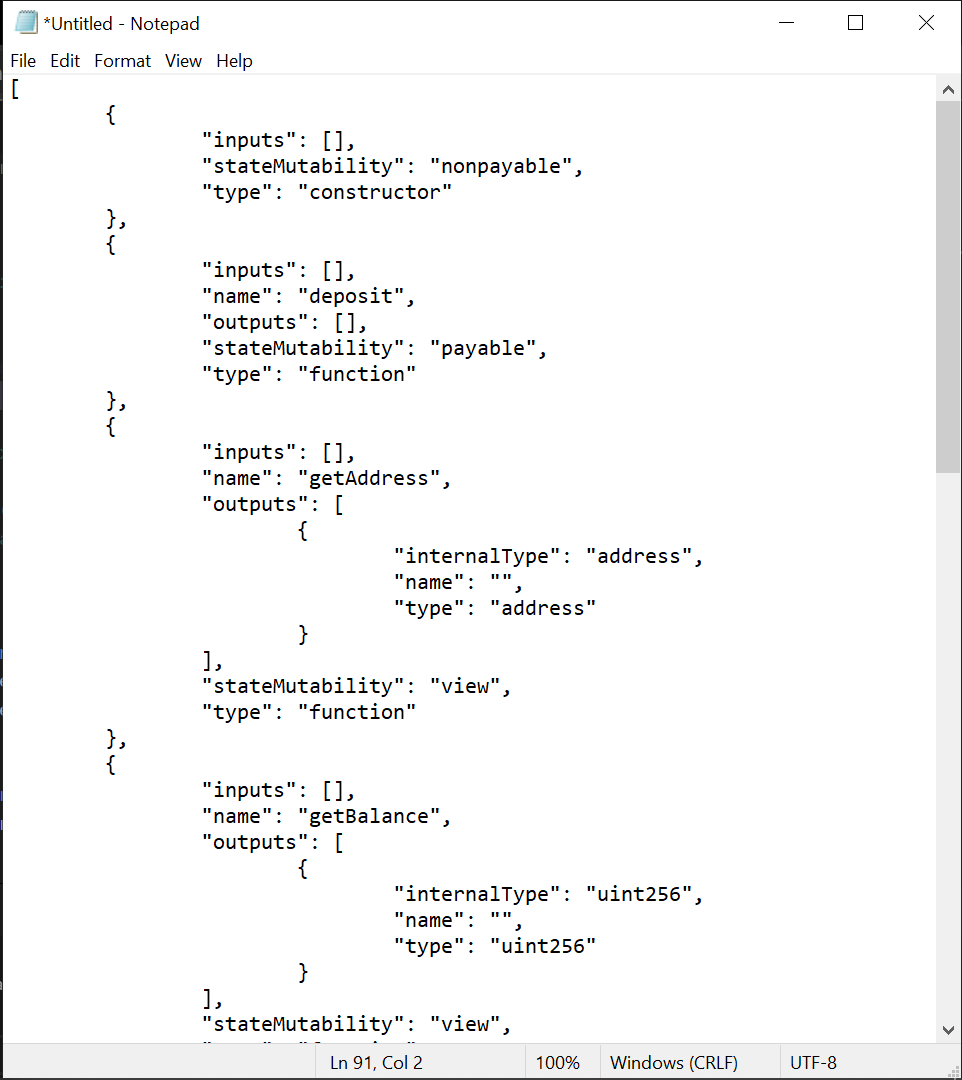 *Untitled - Notepad
File Edit Format View Help
[
	{
		"inputs": [],
		"stateMutability": "nonpayable",
		"type": "constructor"
	},
	{
		"inputs": [],
		"name": "deposit",
		"outputs": [],
		"stateMutability": "payable",
		"type": "function"
	},
	{
		"inputs": [],
		"name": "getAddress",
		"outputs": [
			{
				"internalType": "address",
				"name": "",
				"type": "address"
			}
		],
		"stateMutability": "view",
		"type": "function"
	},
	{
		"inputs": [],
		"name": "getBalance",
		"outputs": [
			{
				"internalType": "uint256",
				"name": "",
				"type": "uint256"
			}
		],
		"stateMutability": "view",
Ln 91, Col 2 100% Windows (CRLF) UTF-8